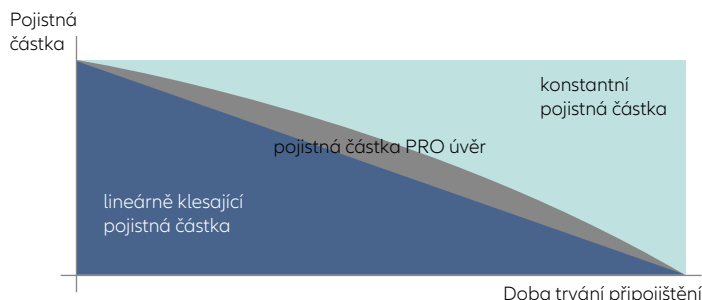 Pojistná
částka
konstantní
pojistná částka
pojistná částka PRO úvěr
lineárně klesající
pojistná částka
Doba trvání připojištění